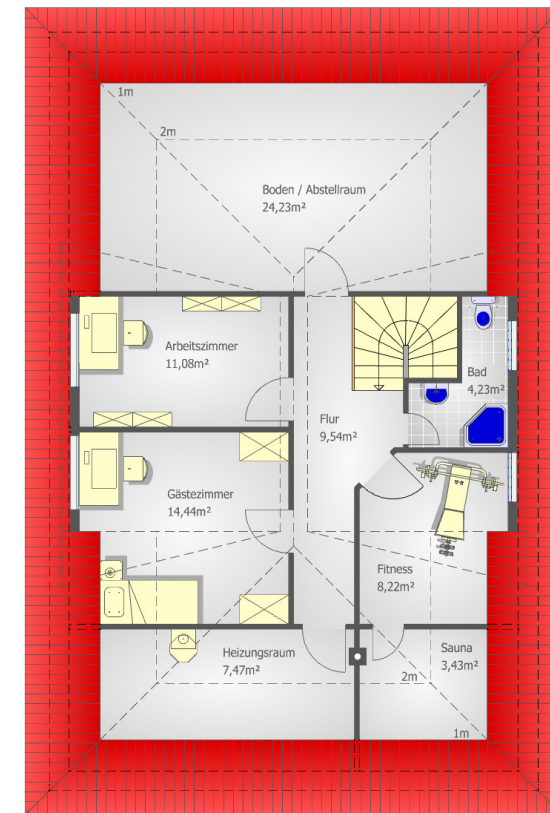 1m
2m
Boden / Abstellraum
24,23m²
Arbeitszimmer
11,08m²
Bad
4,23m²
Flur
9,54m²
Gästezimmer
14,44m²
Fitness
8,22m²
Heizungsraum
7,47m²
Sauna
3,43m²
2m
1m